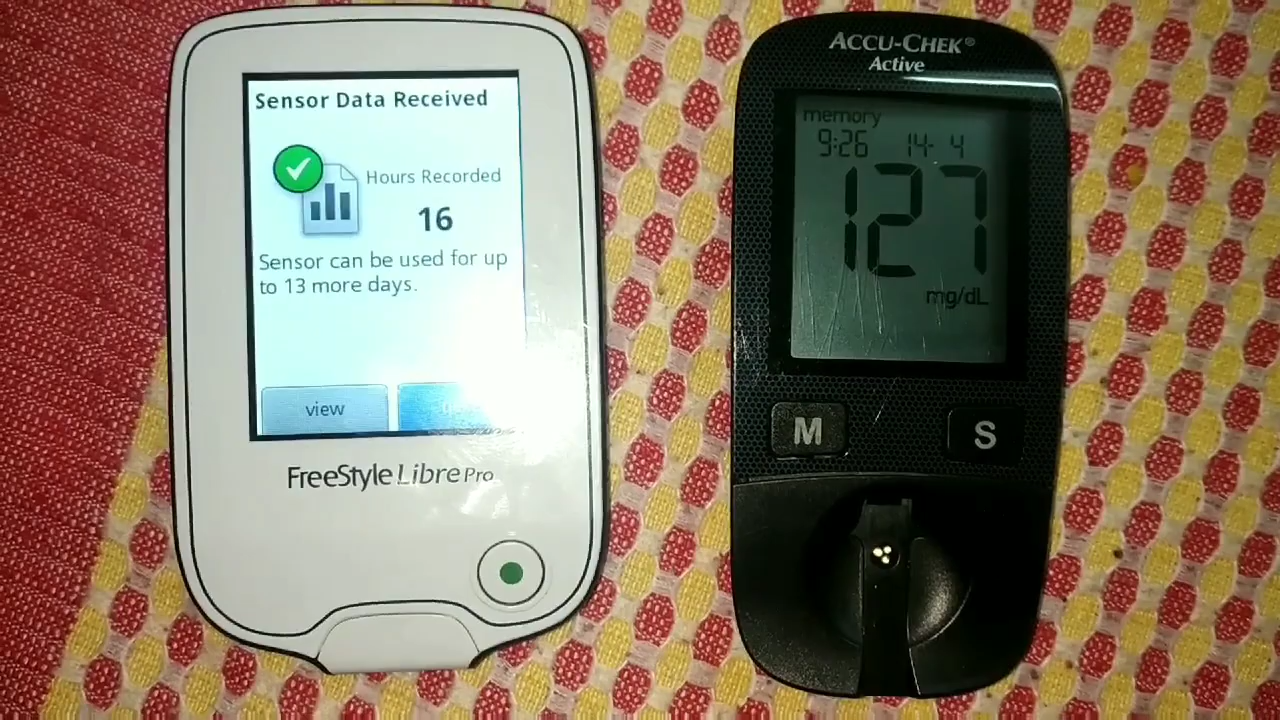 Sensor Data Received
Hours Recorded
16
Sensor can be used for up
to 13 more days.
view
FreeStyle Libre Pro
ACCU-CHEK®
Active
memory
9:26 14- 4
127
mg/dL
M
S